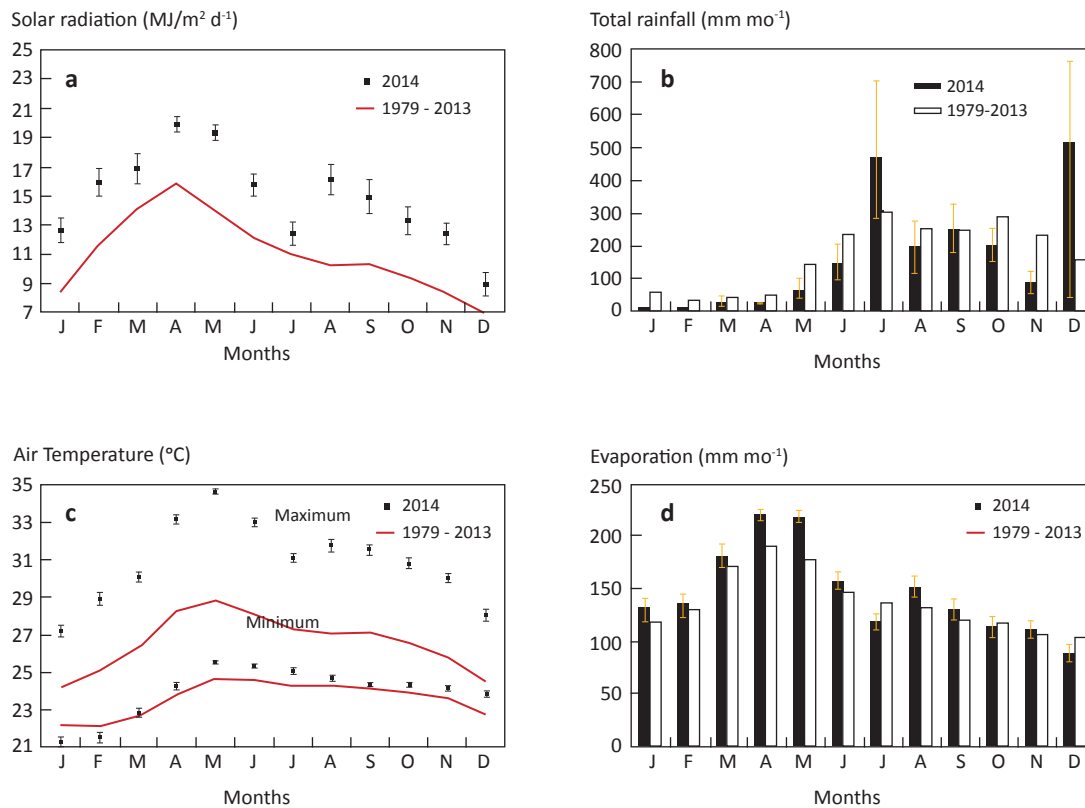 Solar radiation (MJ/m² d⁻¹)
25
23
21
19
17
15
13
11
9
7
a
2014
1979 - 2013
J F M A M J J A S O N D
Months
Total rainfall (mm mo⁻¹)
800
700
600
500
400
300
200
100
0
b
2014
1979-2013
J F M A M J J A S O N D
Months
Air Temperature (°C)
35
33
31
29
27
25
23
21
c
2014
1979 - 2013
Maximum
Minimum
J F M A M J J A S O N D
Months
Evaporation (mm mo⁻¹)
250
200
150
100
50
0
d
2014
1979 - 2013
J F M A M J J A S O N D
Months